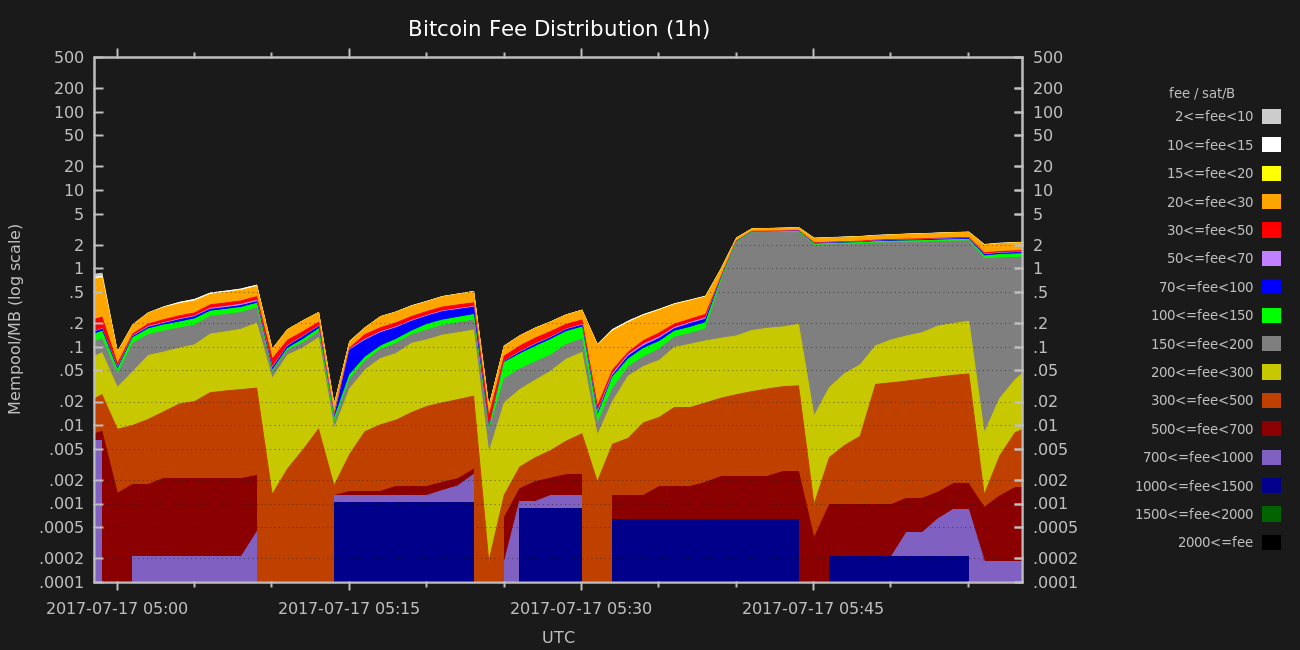 Bitcoin Fee Distribution (1h)
Mempool/MB (log scale)
500
200
100
50
20
10
5
2
1
.5
.2
.1
.05
.02
.01
.005
.002
.001
.0005
.0002
.0001
500
200
100
50
20
10
5
2
1
.5
.2
.1
.05
.02
.01
.005
.002
.001
.0005
.0002
.0001
fee / sat/B
2<=fee<10
10<=fee<15
15<=fee<20
20<=fee<30
30<=fee<50
50<=fee<70
70<=fee<100
100<=fee<150
150<=fee<200
200<=fee<300
300<=fee<500
500<=fee<700
700<=fee<1000
1000<=fee<1500
1500<=fee<2000
2000<=fee
2017-07-17 05:00 2017-07-17 05:15 2017-07-17 05:30 2017-07-17 05:45
UTC